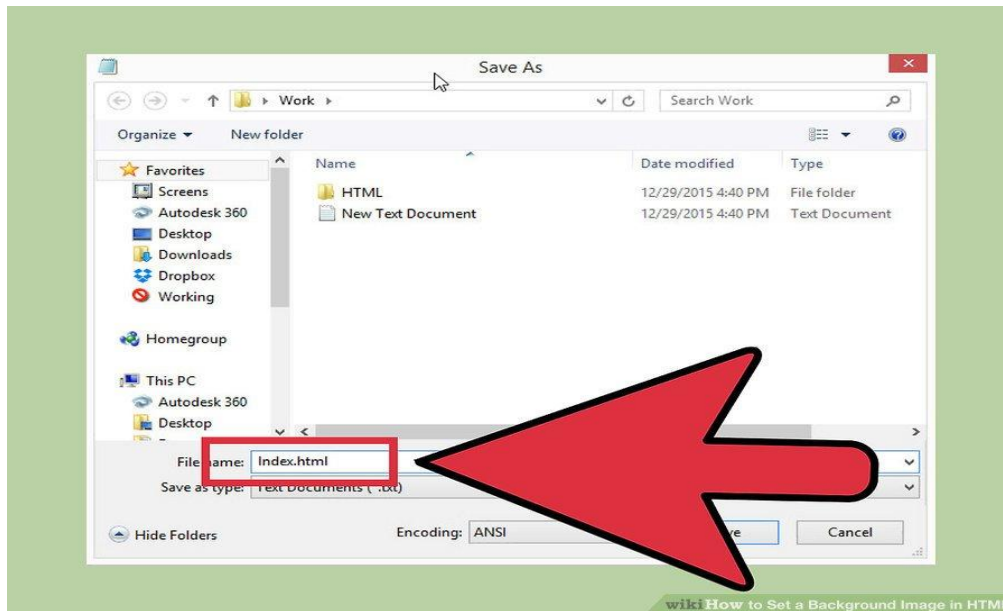 Save As
Work
Search Work
Organize
New folder
Favorites
Screens
Autodesk 360
Desktop
Downloads
Dropbox
Working
Homegroup
This PC
Autodesk 360
Desktop
Name Date modified Type
HTML 12/29/2015 4:40 PM File folder
New Text Document 12/29/2015 4:40 PM Text Document
File name: Index.html
Save as type: Text Documents (*.txt)
Hide Folders
Encoding: ANSI
Cancel
wikiHow to Set a Background Image in HTML